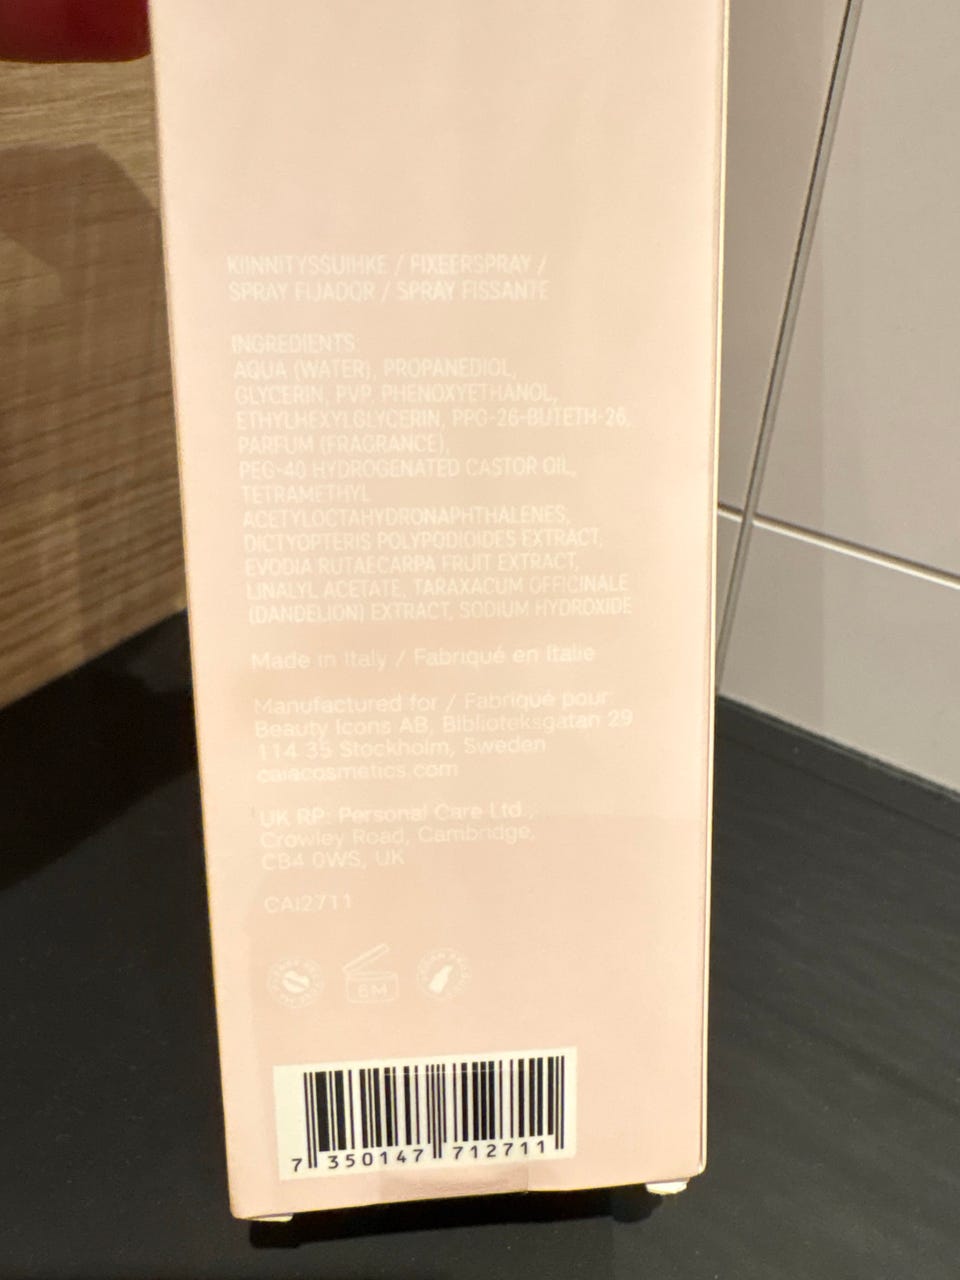 KIINNITYSSUIHKE / FIXEERSPRAY /
SPRAY FIJADOR / SPRAY FISSANTE
INGREDIENTS:
AQUA (WATER), PROPANEDIOL,
GLYCERIN, PVP, PHENOXYETHANOL,
ETHYLHEXYLGLYCERIN, PPG-26-BUTETH-26,
PARFUM (FRAGRANCE),
PEG-40 HYDROGENATED CASTOR OIL,
TETRAMETHYL
ACETYLOCTAHYDRONAPHTHALENES,
DICTYOPTERIS POLYPODIOIDES EXTRACT,
EVODIA RUTAECARPA FRUIT EXTRACT,
LINALYL ACETATE, TARAXACUM OFFICINALE
(DANDELION) EXTRACT, SODIUM HYDROXIDE
Made in Italy / Fabriqué en Italie
Manufactured for / Fabriqué pour:
Beauty Icons AB, Biblioteksgatan 29
114 35 Stockholm, Sweden
caiacosmetics.com
UK RP: Personal Care Ltd.,
Crowley Road, Cambridge,
CB4 0WS, UK
CAI2711
6M
7 350147 712711